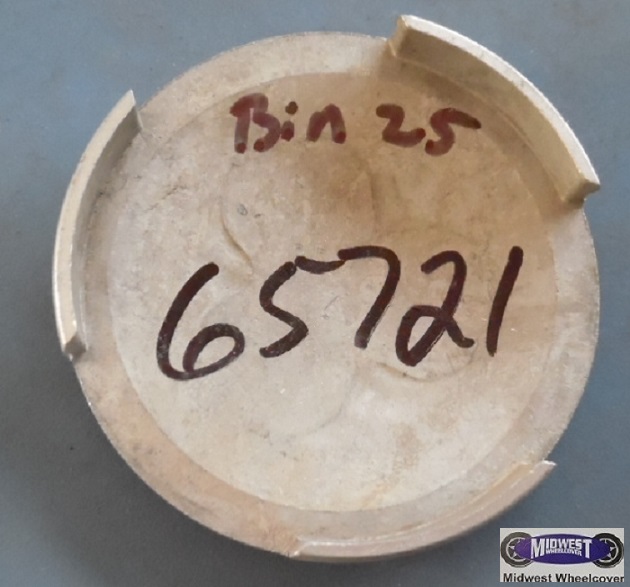 Bin 25
65721
MIDWEST
WHEELCOVER
Midwest Wheelcover